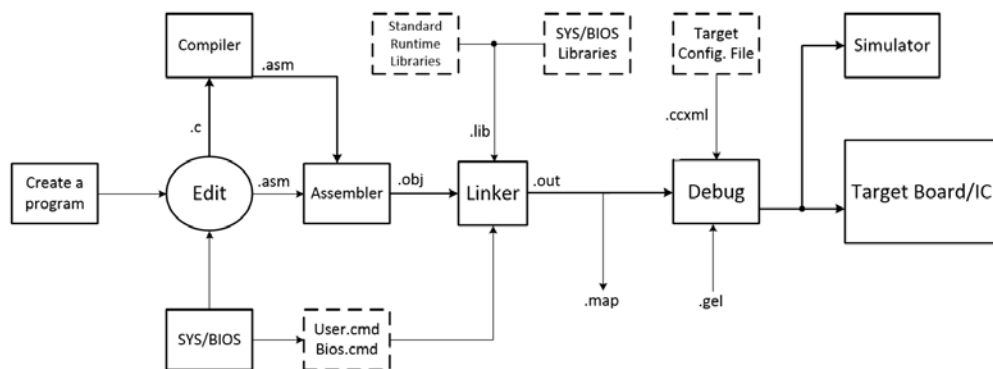 Standard
Runtime
Libraries
SYS/BIOS
Libraries
Target
Config. File
Simulator
Compiler
.asm
.c
.lib
.ccxml
Create a
program
Edit
.asm
Assembler
.obj
Linker
.out
Debug
Target Board/IC
.map
.gel
SYS/BIOS
User.cmd
Bios.cmd